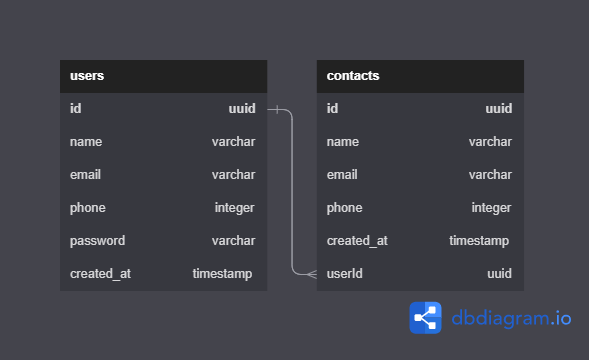 users
id uuid
name varchar
email varchar
phone integer
password varchar
created_at timestamp
contacts
id uuid
name varchar
email varchar
phone integer
created_at timestamp
userId uuid
dbdiagram.io